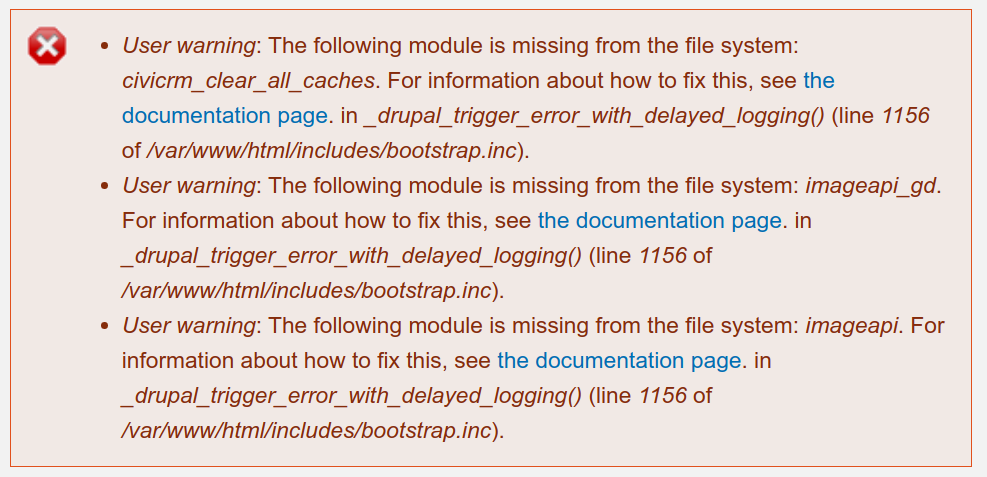 • User warning: The following module is missing from the file system:
civicrm_clear_all_caches. For information about how to fix this, see the
documentation page. in _drupal_trigger_error_with_delayed_logging() (line 1156
of /var/www/html/includes/bootstrap.inc).
• User warning: The following module is missing from the file system: imageapi_gd.
For information about how to fix this, see the documentation page. in
_drupal_trigger_error_with_delayed_logging() (line 1156 of
/var/www/html/includes/bootstrap.inc).
• User warning: The following module is missing from the file system: imageapi. For
information about how to fix this, see the documentation page. in
_drupal_trigger_error_with_delayed_logging() (line 1156 of
/var/www/html/includes/bootstrap.inc).